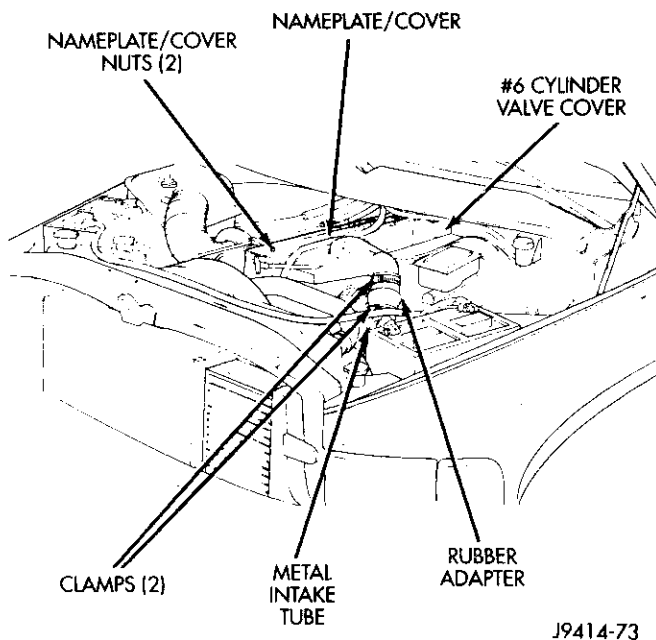 NAMEPLATE/COVER
NUTS (2)
NAMEPLATE/COVER
#6 CYLINDER
VALVE COVER
CLAMPS (2)
METAL
INTAKE
TUBE
RUBBER
ADAPTER
J9414-73